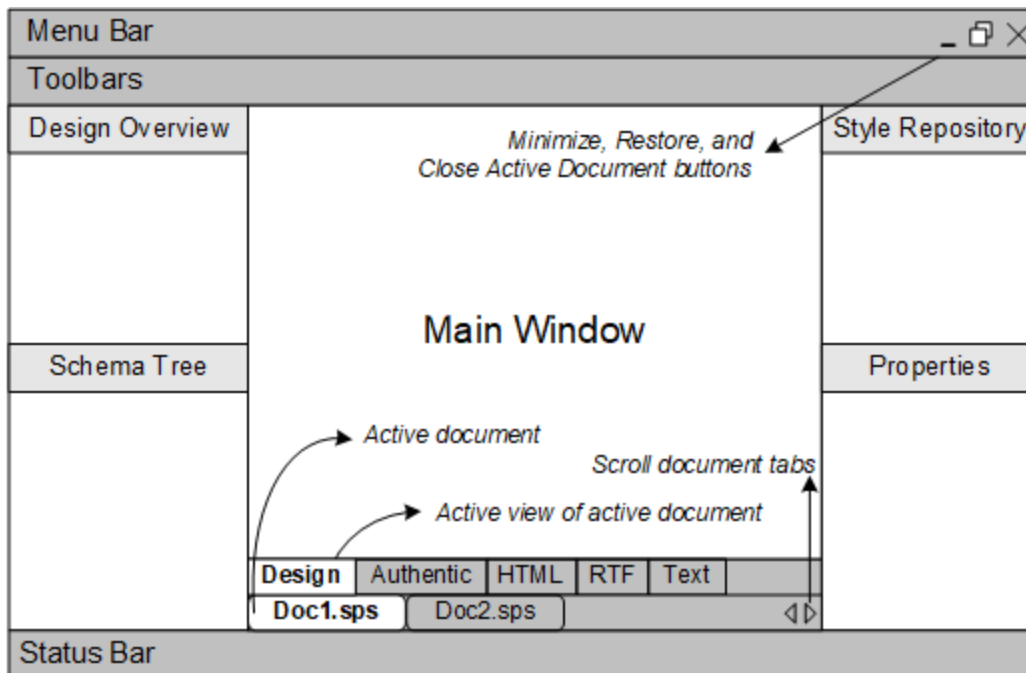 Menu Bar
Toolbars
Design Overview
Minimize, Restore, and
Close Active Document buttons
Style Repository
Main Window
Schema Tree
Properties
Active document
Scroll document tabs
Active view of active document
Design Authentic HTML RTF Text
Doc1.sps Doc2.sps
Status Bar